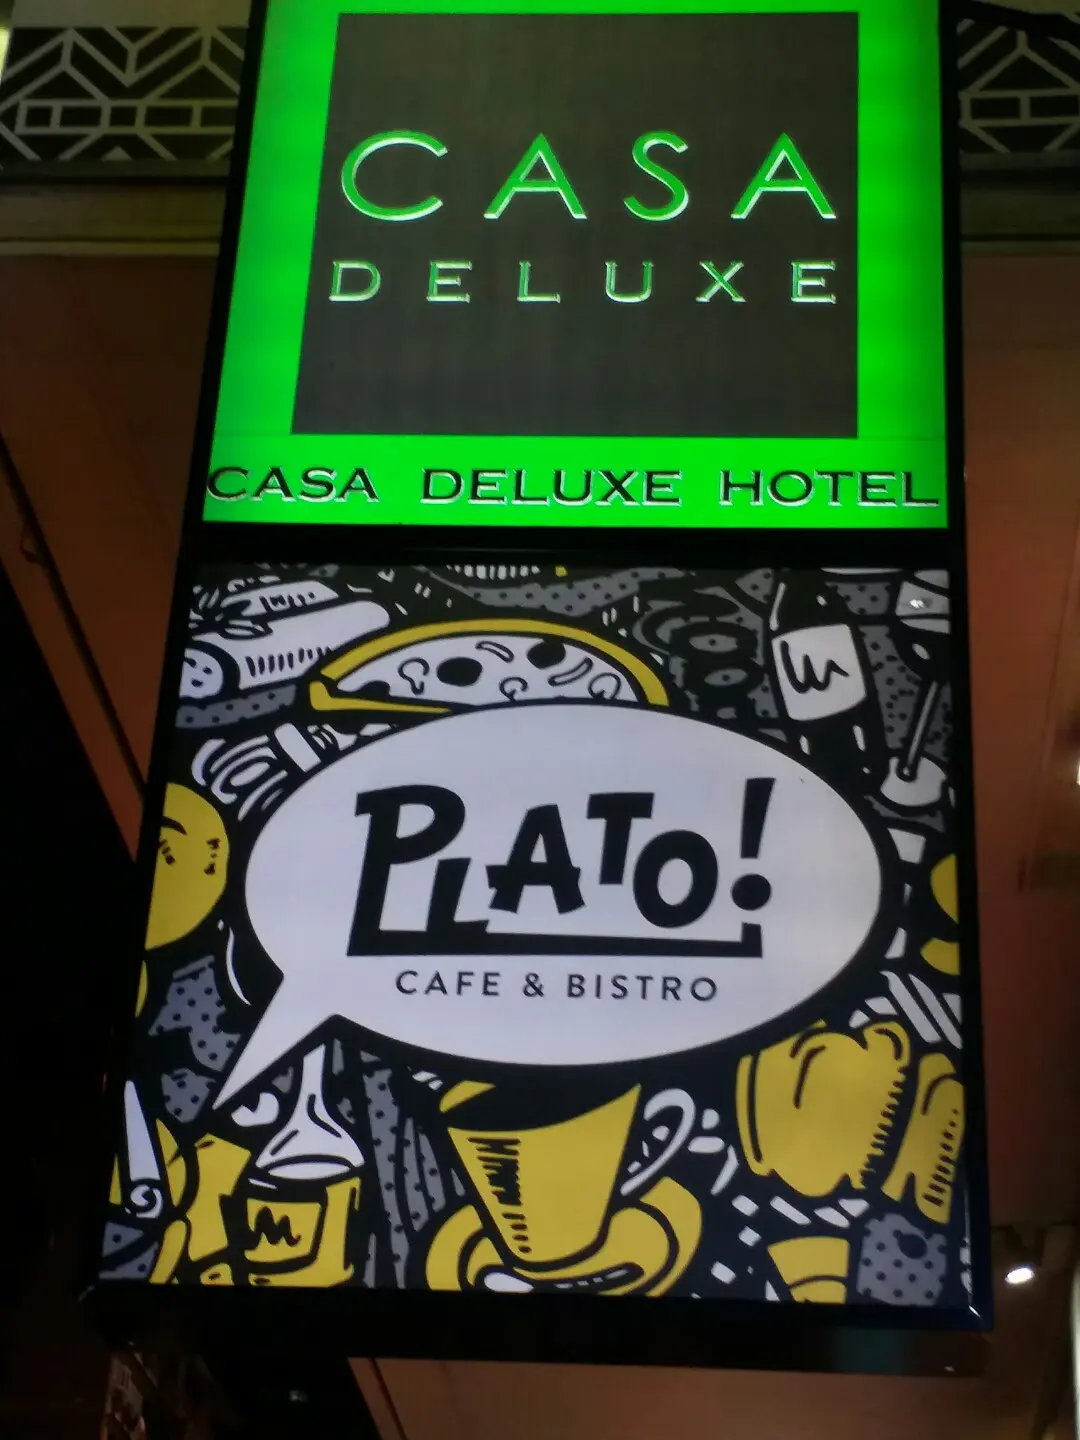 CASA
DELUXE
CASA DELUXE HOTEL
PLATO!
CAFE & BISTRO